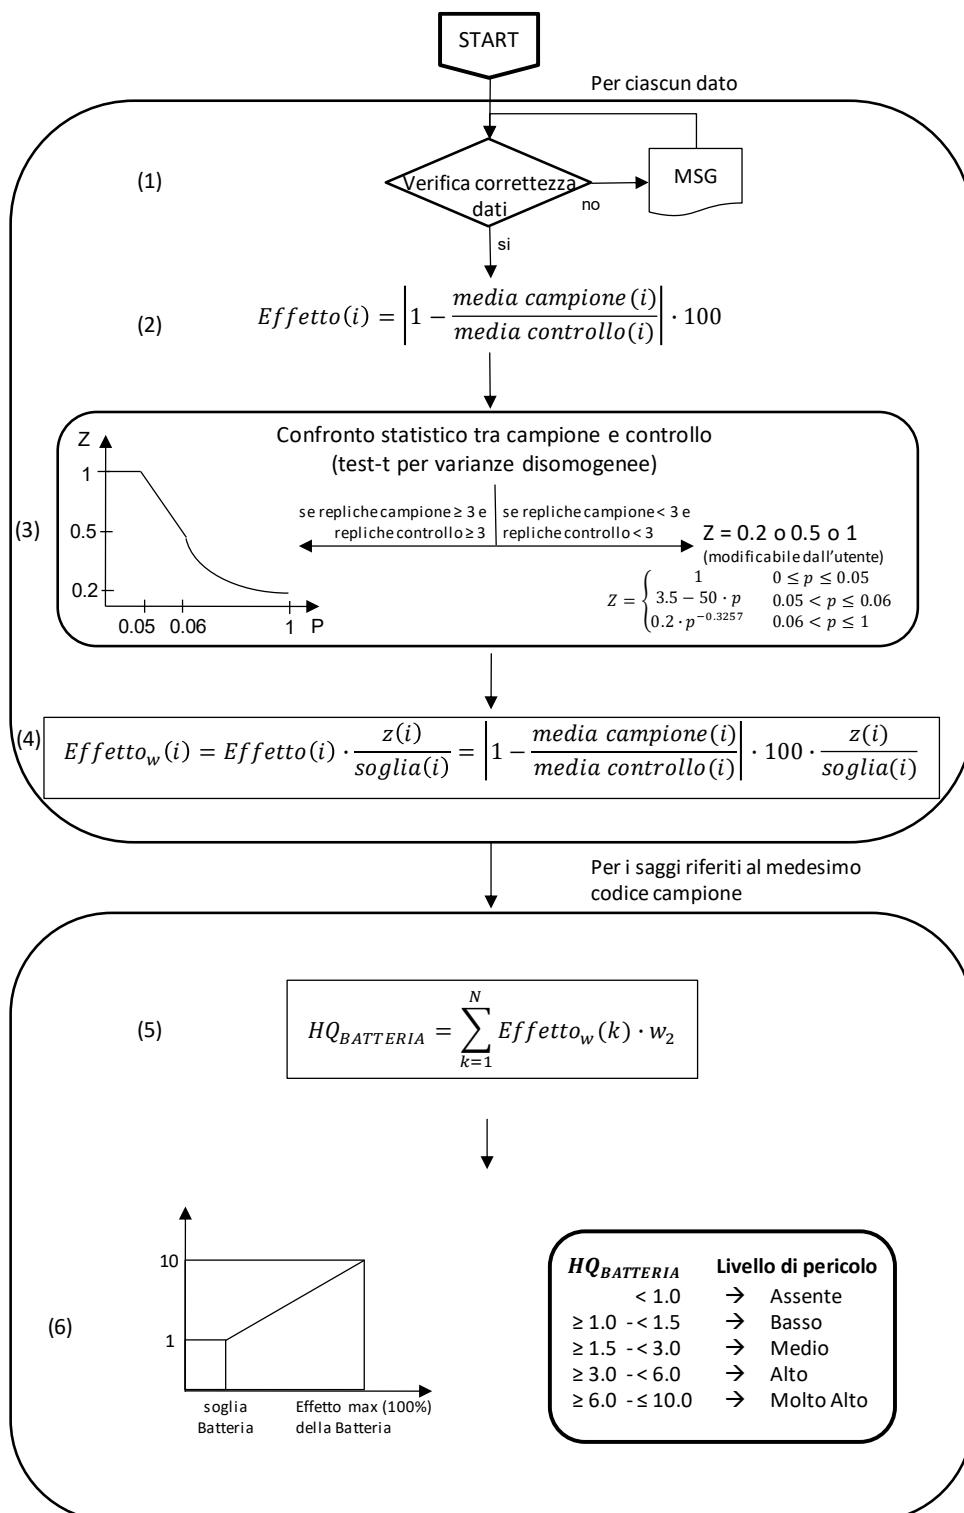 START
Per ciascun dato
(1)
Verifica correttezza
dati
no
MSG
si
(2)
Effetto(i) = |1 − media campione(i) / media controllo(i)| · 100
(3)
Confronto statistico tra campione e controllo
(test-t per varianze disomogenee)
Z
1
0.5
0.2
0.05
0.06
1
P
se repliche campione ≥ 3 e
repliche controllo ≥ 3
se repliche campione < 3 e
repliche controllo < 3
Z = 0.2 o 0.5 o 1
(modificabile dall'utente)
Z = {
1 0 ≤ p ≤ 0.05
3.5 − 50 · p 0.05 < p ≤ 0.06
0.2 · p^−0.3257 0.06 < p ≤ 1
(4)
Effetto_w(i) = Effetto(i) · z(i) / soglia(i) = |1 − media campione(i) / media controllo(i)| · 100 · z(i) / soglia(i)
Per i saggi riferiti al medesimo
codice campione
(5)
HQ_BATTERIA = ∑_{k=1}^{N} Effetto_w(k) · w_2
(6)
10
1
soglia
Batteria
Effetto max (100%)
della Batteria
HQ_BATTERIA Livello di pericolo
< 1.0 → Assente
≥ 1.0 - < 1.5 → Basso
≥ 1.5 - < 3.0 → Medio
≥ 3.0 - < 6.0 → Alto
≥ 6.0 - ≤ 10.0 → Molto Alto